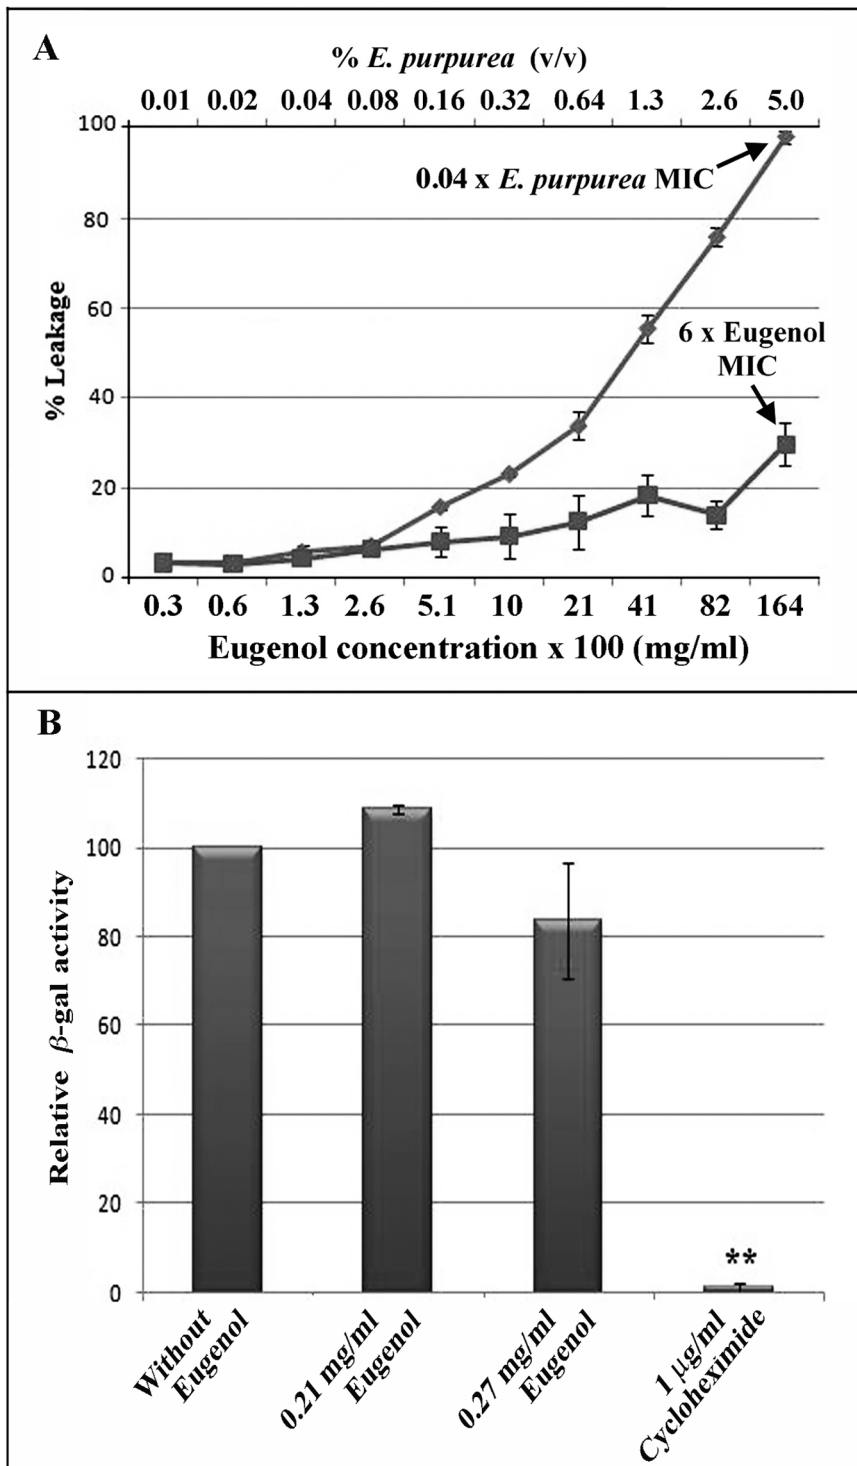 A
% E. purpurea (v/v)
0.01 0.02 0.04 0.08 0.16 0.32 0.64 1.3 2.6 5.0
100
80
60
40
20
0
% Leakage
0.04 x E. purpurea MIC
6 x Eugenol
MIC
0.3 0.6 1.3 2.6 5.1 10 21 41 82 164
Eugenol concentration x 100 (mg/ml)
B
120
100
80
60
40
20
0
Relative β-gal activity
**
Without
Eugenol
0.21 mg/ml
Eugenol
0.27 mg/ml
Eugenol
1 µg/ml
Cycloheximide